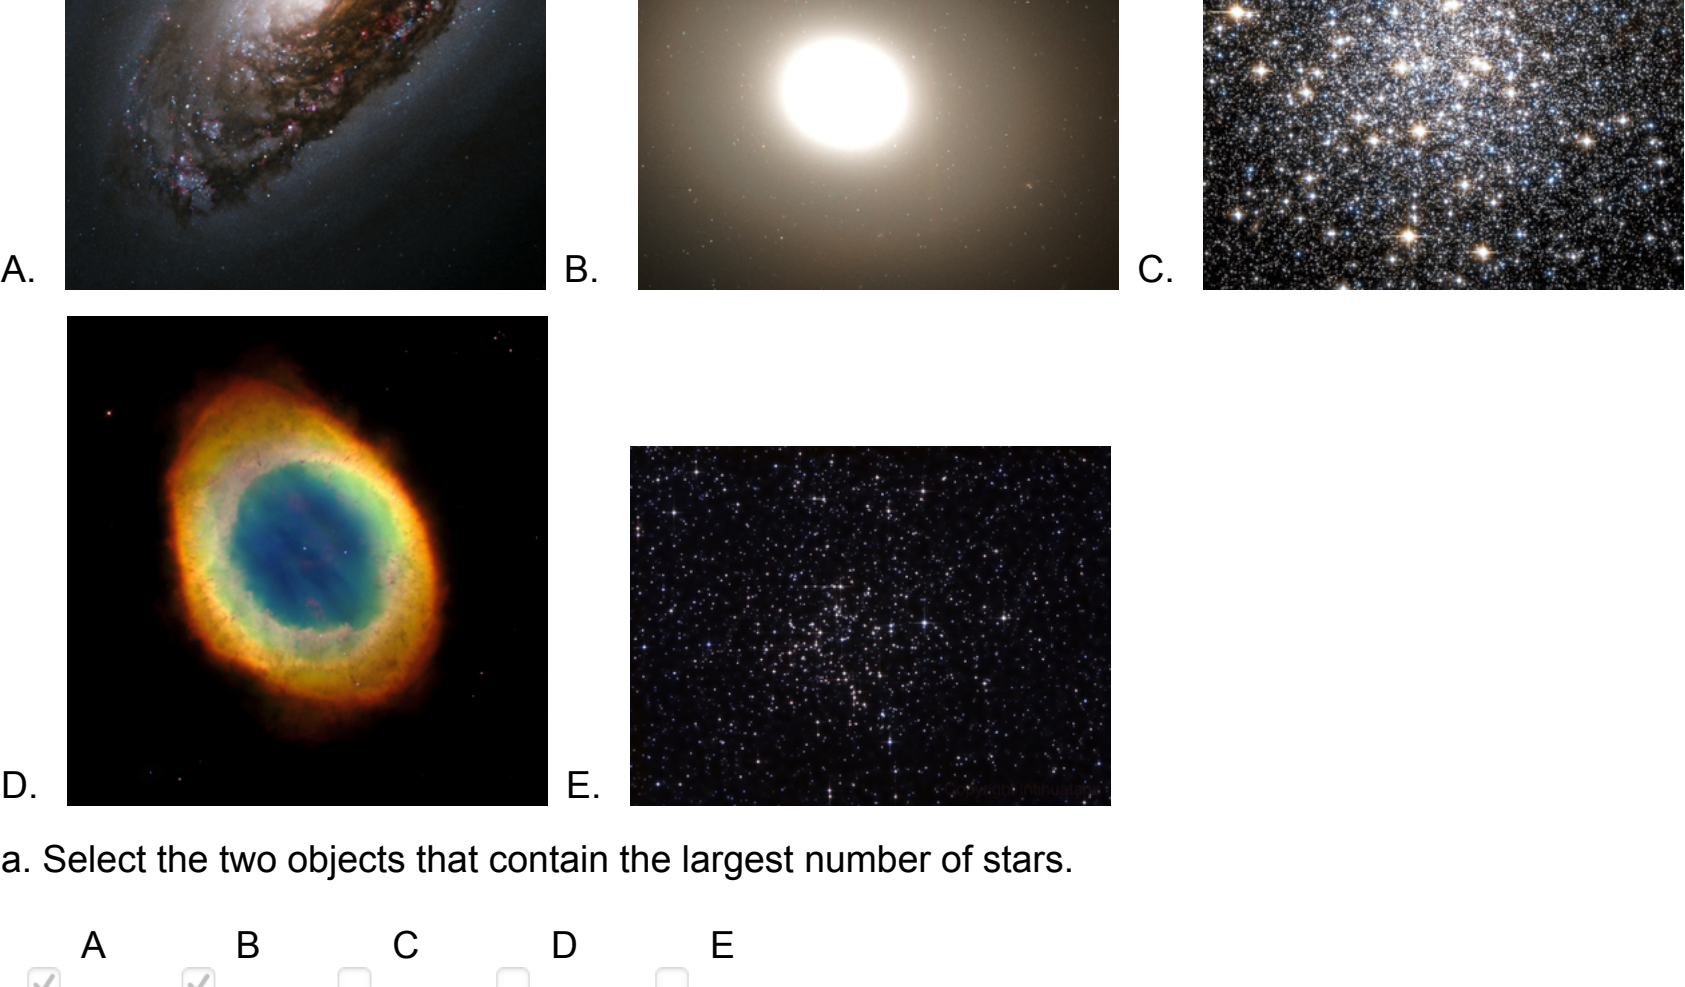 A. B. C.
D. E.
a. Select the two objects that contain the largest number of stars.
A B C D E